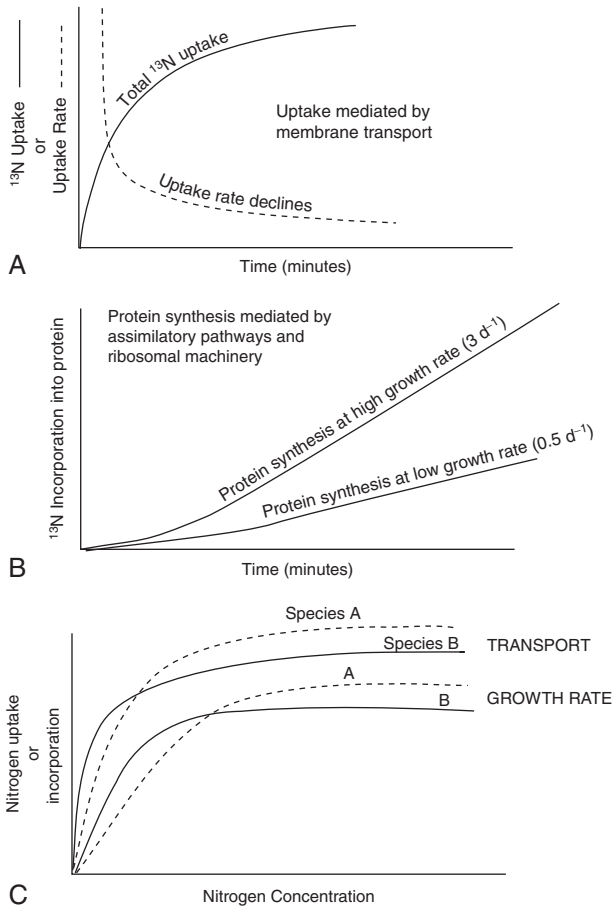 ¹³N Uptake
or
Uptake Rate
Total ¹³N uptake
Uptake mediated by
membrane transport
Uptake rate declines
A
Time (minutes)
¹³N Incorporation into protein
Protein synthesis mediated by
assimilatory pathways and
ribosomal machinery
Protein synthesis at high growth rate (3 d⁻¹)
Protein synthesis at low growth rate (0.5 d⁻¹)
B
Time (minutes)
Nitrogen uptake
or
incorporation
Species A
Species B TRANSPORT
A
B GROWTH RATE
C
Nitrogen Concentration